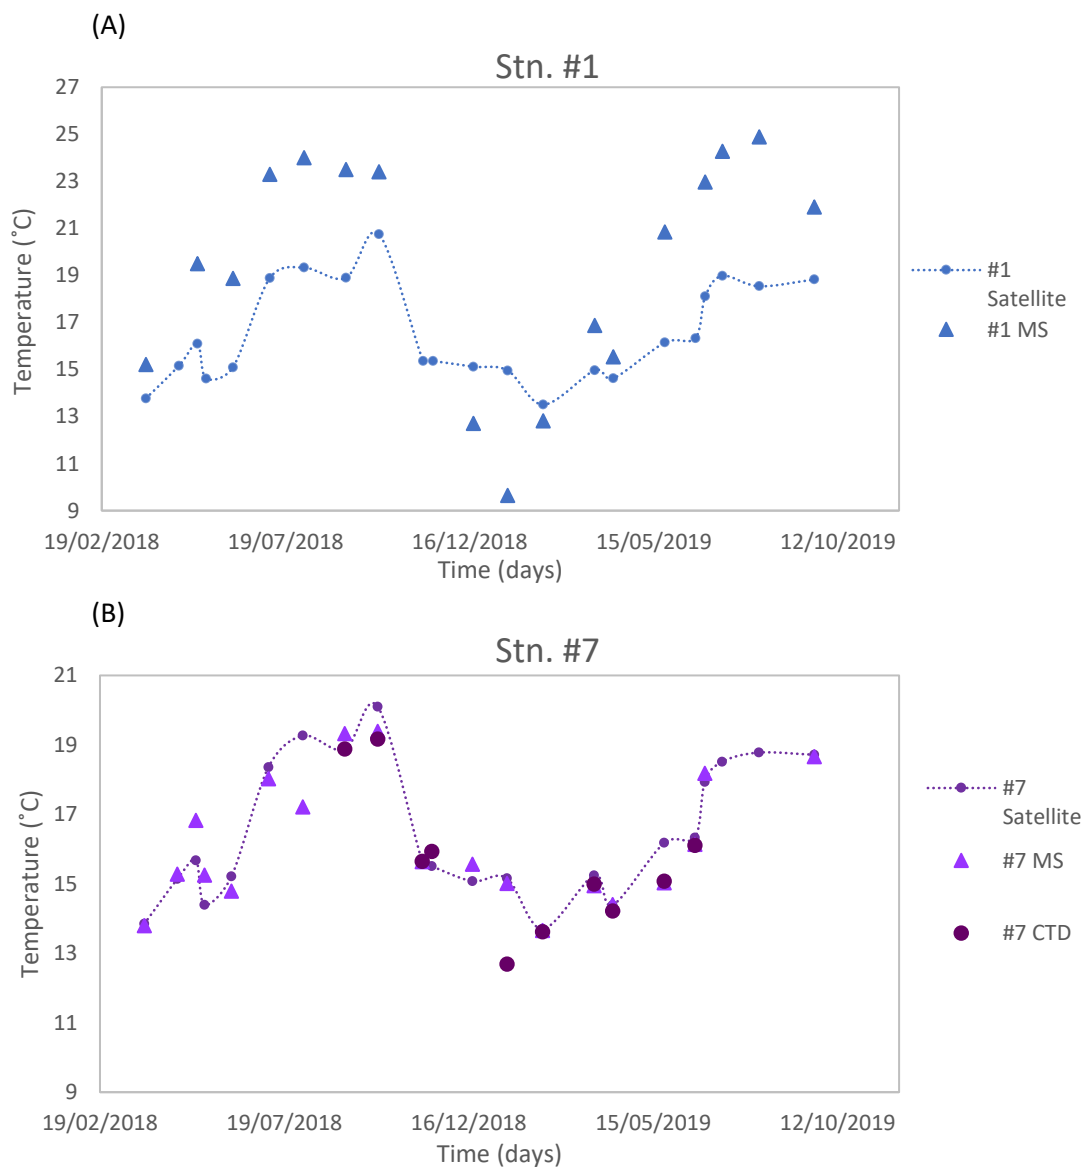 (A)
Stn. #1
27
25
23
21
19
17
15
13
11
9
Temperature (˚C)
19/02/2018
19/07/2018
16/12/2018
15/05/2019
12/10/2019
Time (days)
#1
Satellite
#1 MS
(B)
Stn. #7
21
19
17
15
13
11
9
Temperature (˚C)
19/02/2018
19/07/2018
16/12/2018
15/05/2019
12/10/2019
Time (days)
#7
Satellite
#7 MS
#7 CTD